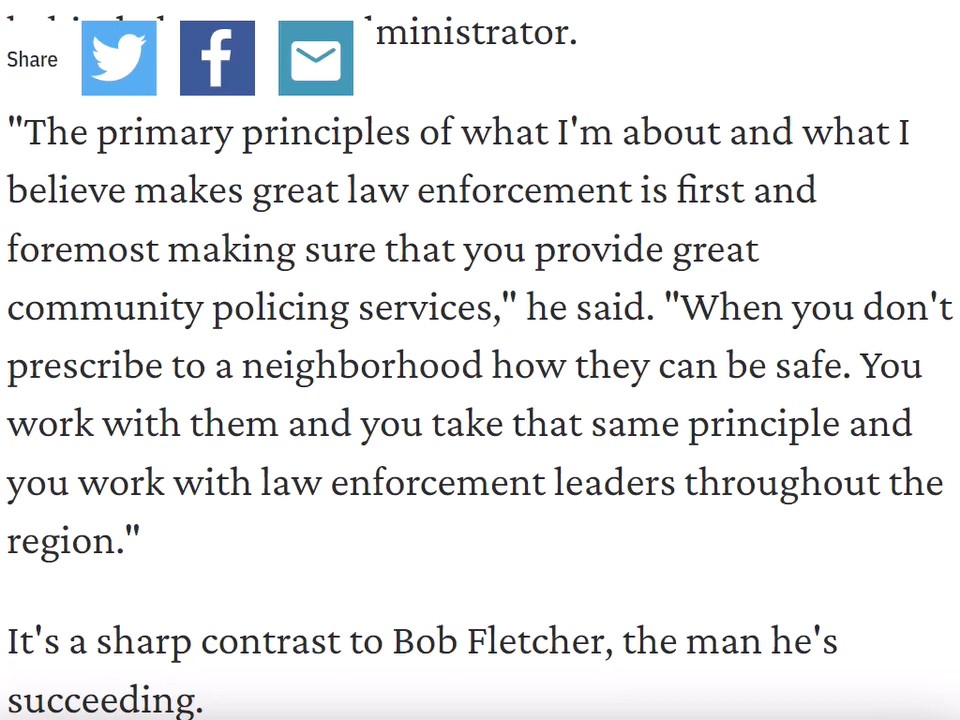 ministrator.
Share
"The primary principles of what I'm about and what I
believe makes great law enforcement is first and
foremost making sure that you provide great
community policing services," he said. "When you don't
prescribe to a neighborhood how they can be safe. You
work with them and you take that same principle and
you work with law enforcement leaders throughout the
region."
It's a sharp contrast to Bob Fletcher, the man he's
succeeding.